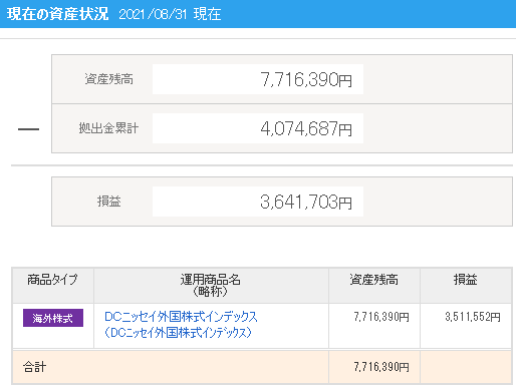 現在の資産状況 2021/08/31 現在
資産残高 7,716,390円
― 拠出金累計 4,074,687円
損益 3,641,703円
商品タイプ 運用商品名 資産残高 損益
（略称）
海外株式 DCニッセイ外国株式インデックス 7,716,390円 3,511,552円
（DCニッセイ外国株式インデックス）
合計 7,716,390円